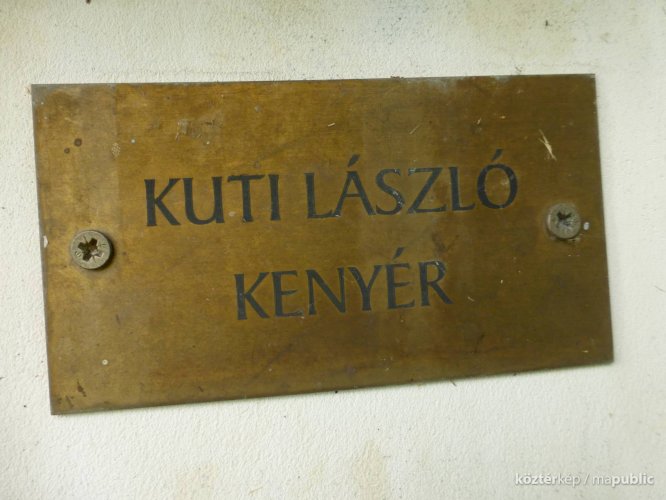 KUTI LÁSZLÓ
KENYÉR
köztérkép / mapublic